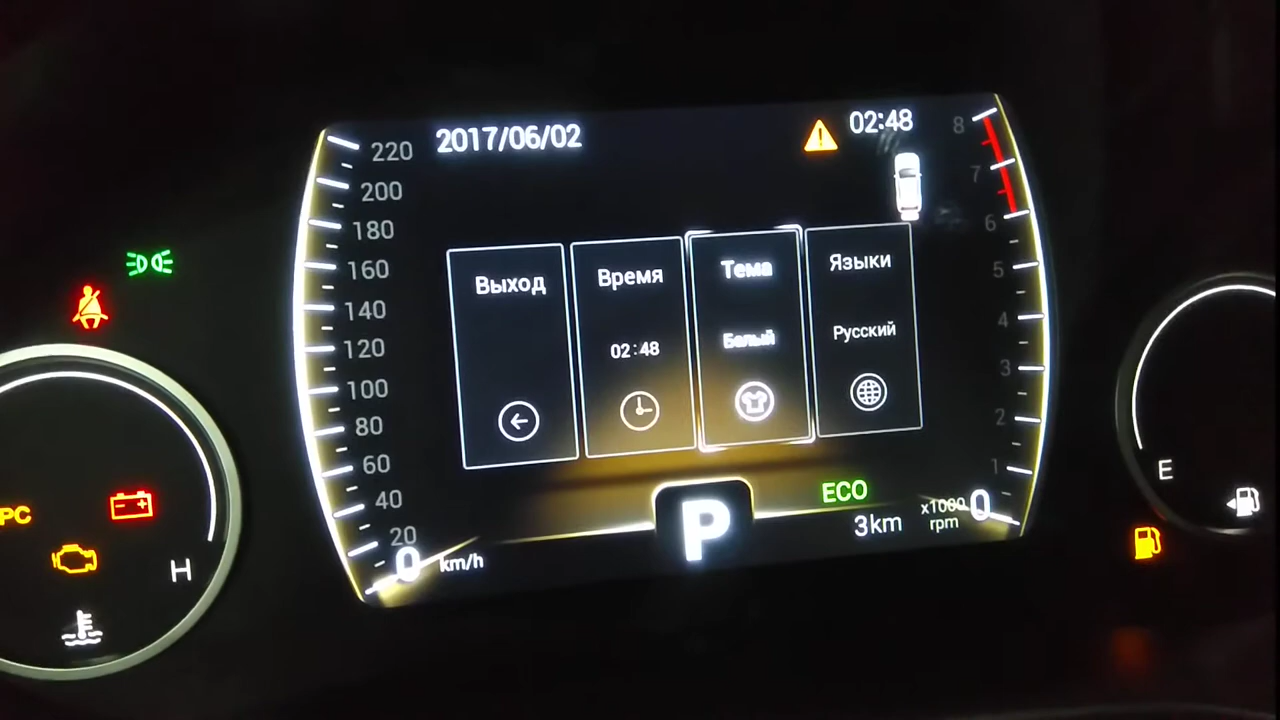 2017/06/02
02:48
Выход
Время
02:48
Тема
Белый
Языки
Русский
220
200
180
160
140
120
100
80
60
40
20
0
km/h
8
7
6
5
4
3
2
1
0
x1000
rpm
P
ECO
3km
PC
H
E